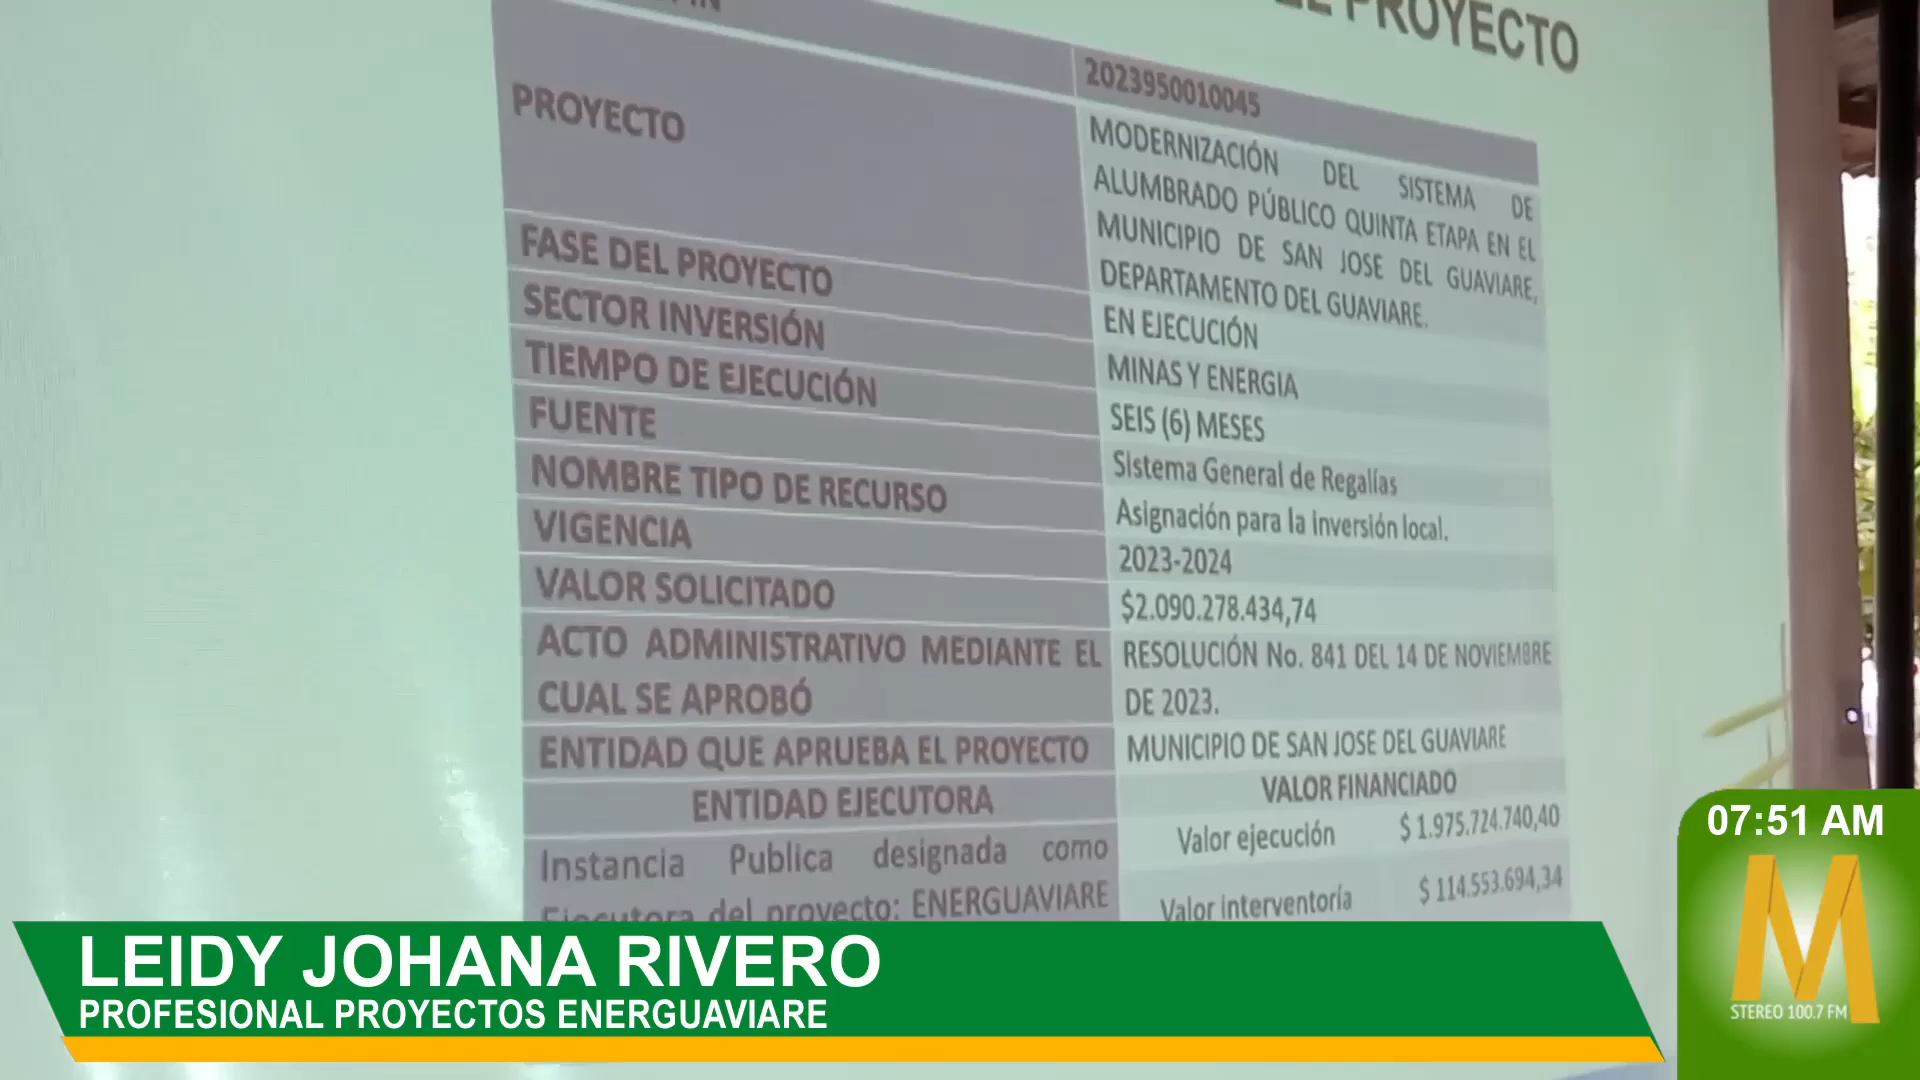 EL PROYECTO
2023950010045
PROYECTO
MODERNIZACIÓN DEL SISTEMA DE
ALUMBRADO PÚBLICO QUINTA ETAPA EN EL
MUNICIPIO DE SAN JOSE DEL GUAVIARE,
DEPARTAMENTO DEL GUAVIARE.
FASE DEL PROYECTO
EN EJECUCIÓN
SECTOR INVERSIÓN
MINAS Y ENERGIA
TIEMPO DE EJECUCIÓN
SEIS (6) MESES
FUENTE
Sistema General de Regalías
NOMBRE TIPO DE RECURSO
Asignación para la inversión local.
VIGENCIA
2023-2024
VALOR SOLICITADO
$2.090.278.434,74
ACTO ADMINISTRATIVO MEDIANTE EL
CUAL SE APROBÓ
RESOLUCIÓN No. 841 DEL 14 DE NOVIEMBRE
DE 2023.
ENTIDAD QUE APRUEBA EL PROYECTO
MUNICIPIO DE SAN JOSE DEL GUAVIARE
ENTIDAD EJECUTORA
VALOR FINANCIADO
Instancia Publica designada como
Ejecutora del proyecto: ENERGUAVIARE
Valor ejecución $ 1.975.724.740,40
Valor interventoría $ 114.553.694,34
LEIDY JOHANA RIVERO
PROFESIONAL PROYECTOS ENERGUAVIARE
07:51 AM
M
STEREO 100.7 FM